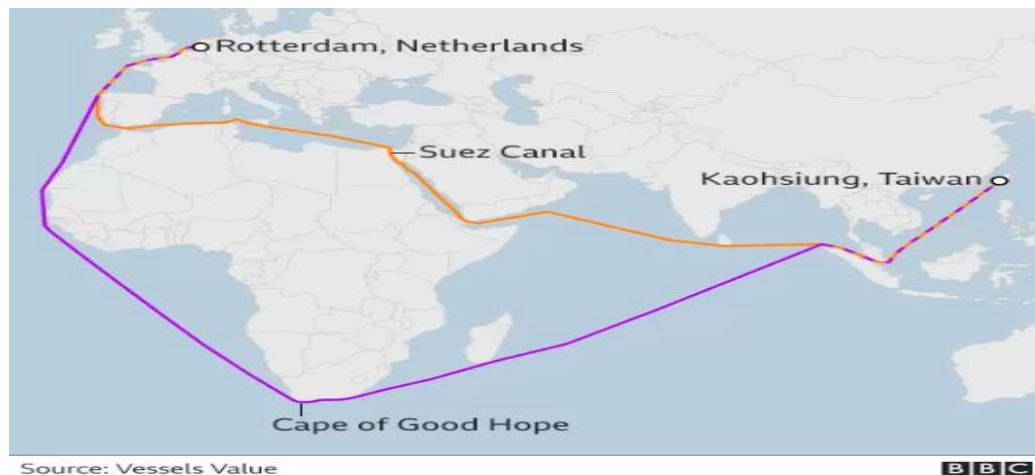 Rotterdam, Netherlands
Suez Canal
Kaohsiung, Taiwan
Cape of Good Hope
Source: Vessels Value
BBC